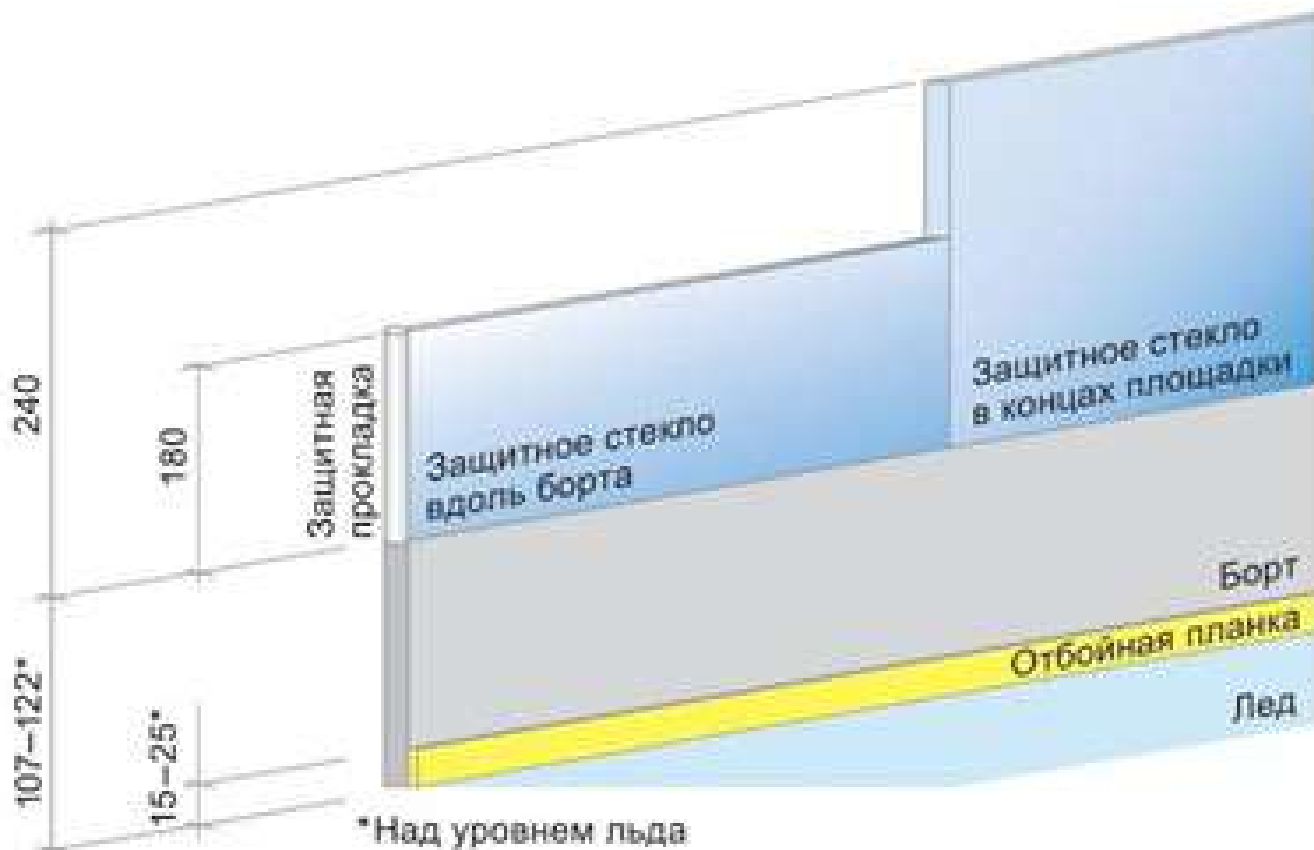 240
180
Защитная
прокладка
Защитное стекло
вдоль борта
Защитное стекло
в концах площадки
Борт
Отбойная планка
Лед
107–122*
15–25*
*Над уровнем льда